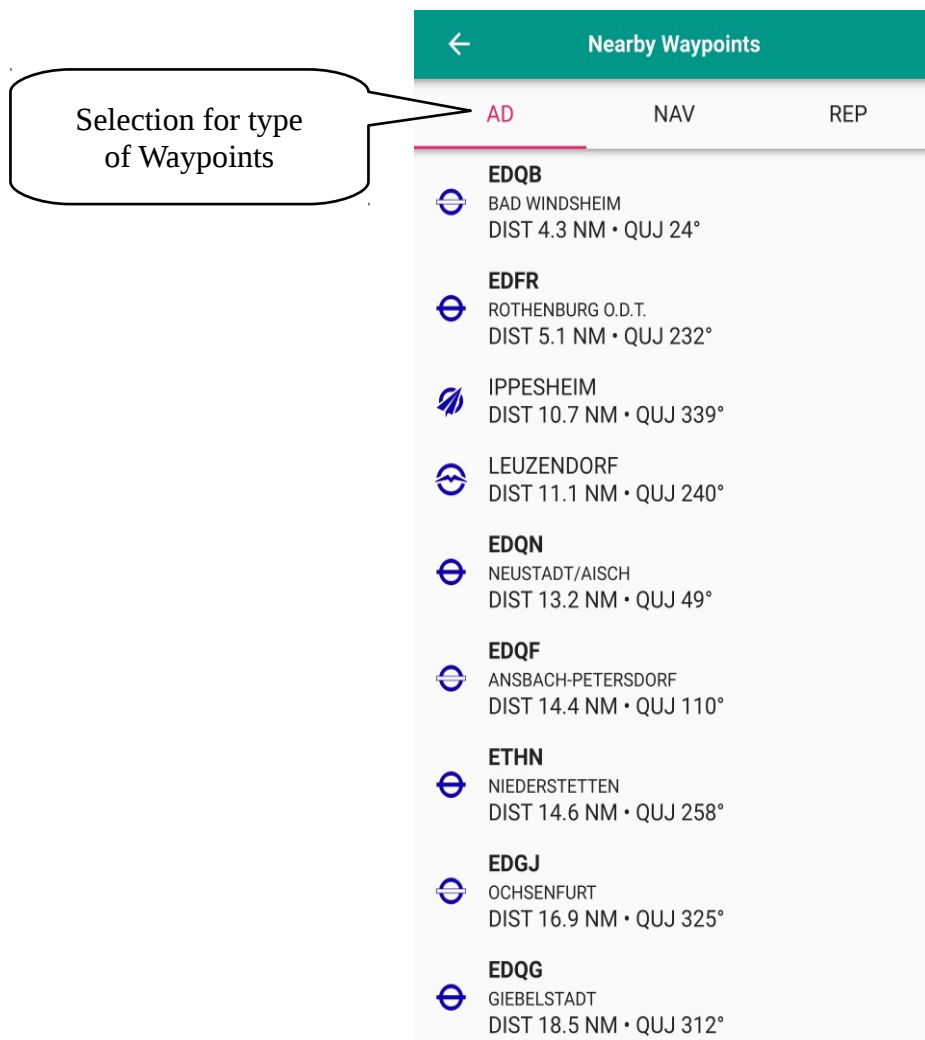 Nearby Waypoints
Selection for type
of Waypoints
AD NAV REP
EDQB
BAD WINDSHEIM
DIST 4.3 NM • QUJ 24°
EDFR
ROTHENBURG O.D.T.
DIST 5.1 NM • QUJ 232°
IPPESHEIM
DIST 10.7 NM • QUJ 339°
LEUZENDORF
DIST 11.1 NM • QUJ 240°
EDQN
NEUSTADT/AISCH
DIST 13.2 NM • QUJ 49°
EDQF
ANSBACH-PETERSDORF
DIST 14.4 NM • QUJ 110°
ETHN
NIEDERSTETTEN
DIST 14.6 NM • QUJ 258°
EDGJ
OCHSENFURT
DIST 16.9 NM • QUJ 325°
EDQG
GIEBELSTADT
DIST 18.5 NM • QUJ 312°